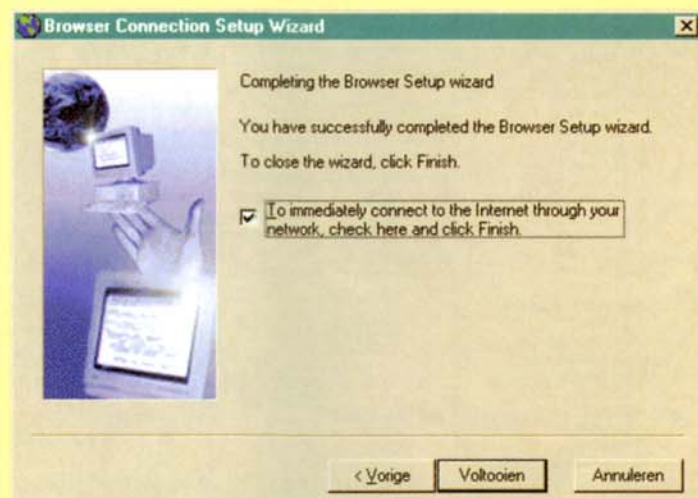 Browser Connection Setup Wizard
Completing the Browser Setup wizard
You have successfully completed the Browser Setup wizard.
To close the wizard, click Finish.
To immediately connect to the Internet through your
network, check here and click Finish.
< Vorige
Voltooien
Annuleren